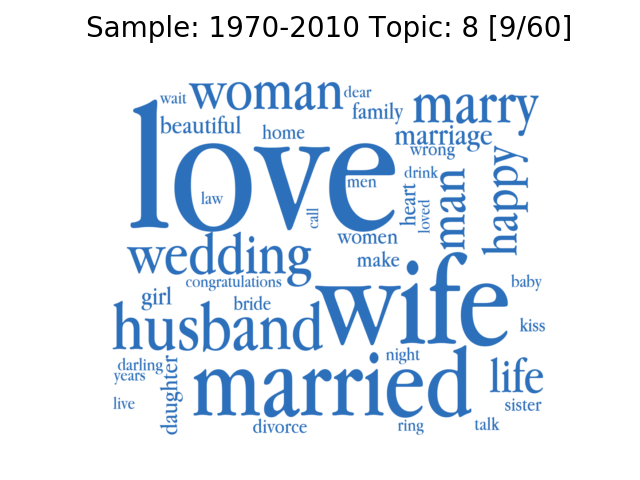 Sample: 1970-2010 Topic: 8 [9/60]
wait woman dear
family marry
beautiful home marriage
wrong
love
men
law
call
drink
heart
loved
man
happy
women
wedding make
congratulations
girl bride wife baby
husband kiss
night
darling
years
married life
live daughter sister
divorce ring talk